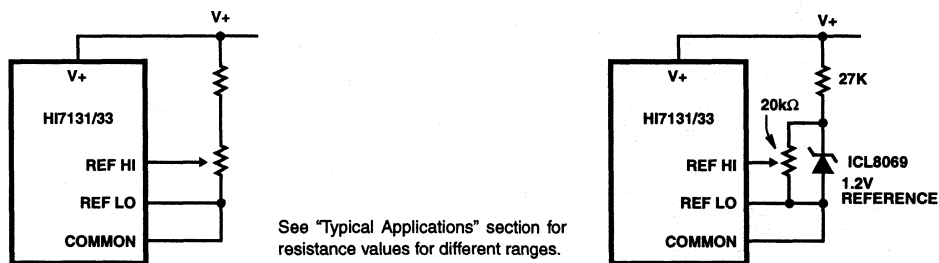 V+
V+
HI7131/33
REF HI
REF LO
COMMON
See "Typical Applications" section for
resistance values for different ranges.
V+
V+
HI7131/33
REF HI
REF LO
COMMON
27K
20kΩ
ICL8069
1.2V
REFERENCE